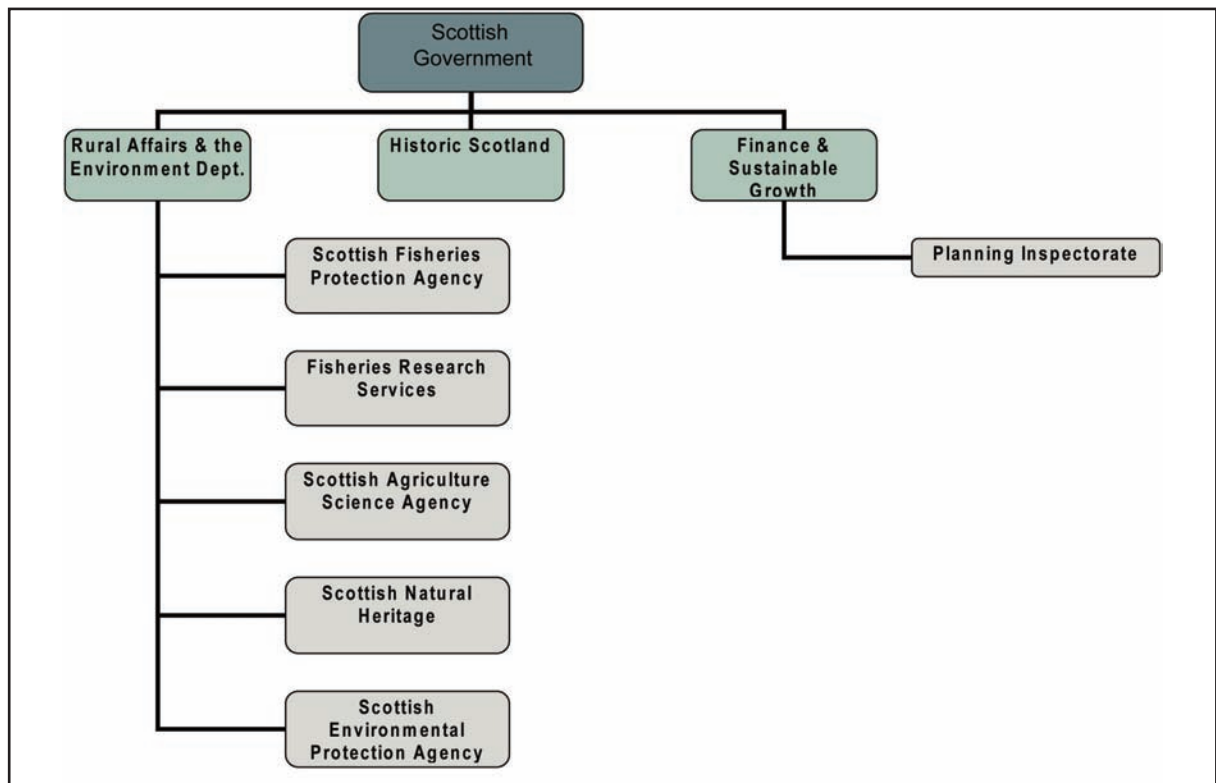 Scottish
Government
Rural Affairs & the
Environment Dept.
Historic Scotland
Finance &
Sustainable
Growth
Scottish Fisheries
Protection Agency
Planning Inspectorate
Fisheries Research
Services
Scottish Agriculture
Science Agency
Scottish Natural
Heritage
Scottish
Environmental
Protection Agency